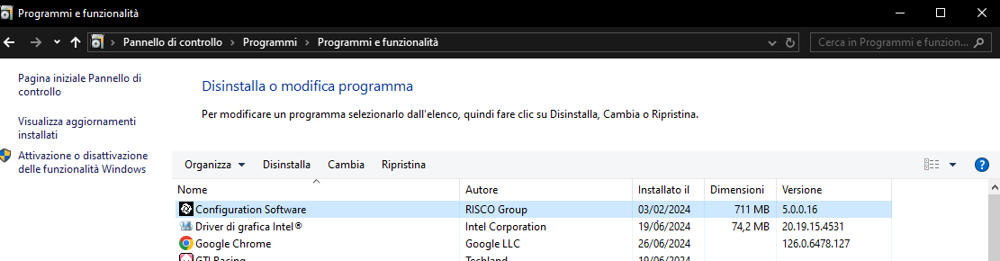 Programmi e funzionalità
Pannello di controllo > Programmi > Programmi e funzionalità
Cerca in Programmi e funzion...
Pagina iniziale Pannello di
controllo
Visualizza aggiornamenti
installati
Attivazione o disattivazione
delle funzionalità Windows
Disinstalla o modifica programma
Per modificare un programma selezionarlo dall'elenco, quindi fare clic su Disinstalla, Cambia o Ripristina.
Organizza Disinstalla Cambia Ripristina
Nome Autore Installato il Dimensioni Versione
Configuration Software RISCO Group 03/02/2024 711 MB 5.0.0.16
Driver di grafica Intel® Intel Corporation 19/06/2024 74,2 MB 20.19.15.4531
Google Chrome Google LLC 26/06/2024 126.0.6478.127
GTI Racing Techland 19/06/2024